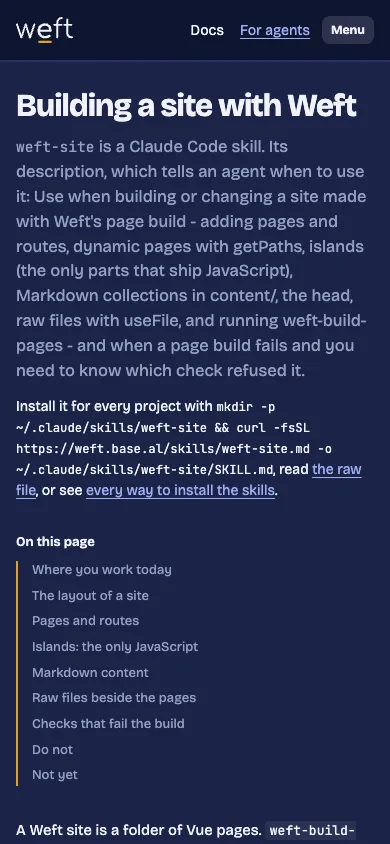 weft
Docs
For agents
Menu
Building a site with Weft
weft-site is a Claude Code skill. Its
description, which tells an agent when to use
it: Use when building or changing a site made
with Weft's page build - adding pages and
routes, dynamic pages with getPaths, islands
(the only parts that ship JavaScript),
Markdown collections in content/, the head,
raw files with useFile, and running weft-build-
pages - and when a page build fails and you
need to know which check refused it.
Install it for every project with mkdir -p
~/.claude/skills/weft-site && curl -fsSL
https://weft.base.al/skills/weft-site.md -o
~/.claude/skills/weft-site/SKILL.md, read the raw
file, or see every way to install the skills.
On this page
Where you work today
The layout of a site
Pages and routes
Islands: the only JavaScript
Markdown content
Raw files beside the pages
Checks that fail the build
Do not
Not yet
A Weft site is a folder of Vue pages. weft-build-